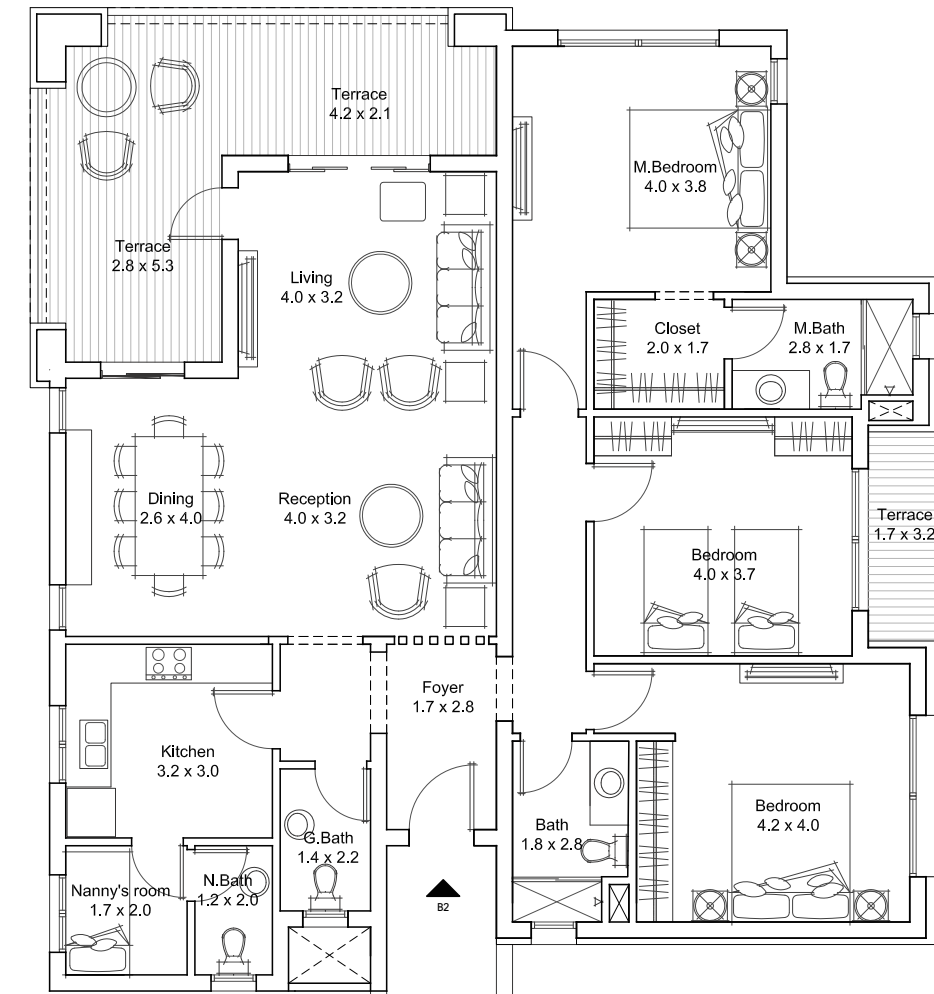 Terrace
4.2 x 2.1
M.Bedroom
4.0 x 3.8
Terrace
2.8 x 5.3
Living
4.0 x 3.2
Closet
2.0 x 1.7
M.Bath
2.8 x 1.7
Dining
2.6 x 4.0
Reception
4.0 x 3.2
Terrace
1.7 x 3.2
Bedroom
4.0 x 3.7
Foyer
1.7 x 2.8
Kitchen
3.2 x 3.0
Bedroom
4.2 x 4.0
Bath
1.8 x 2.8
G.Bath
1.4 x 2.2
Nanny's room
1.7 x 2.0
N.Bath
1.2 x 2.0
B2